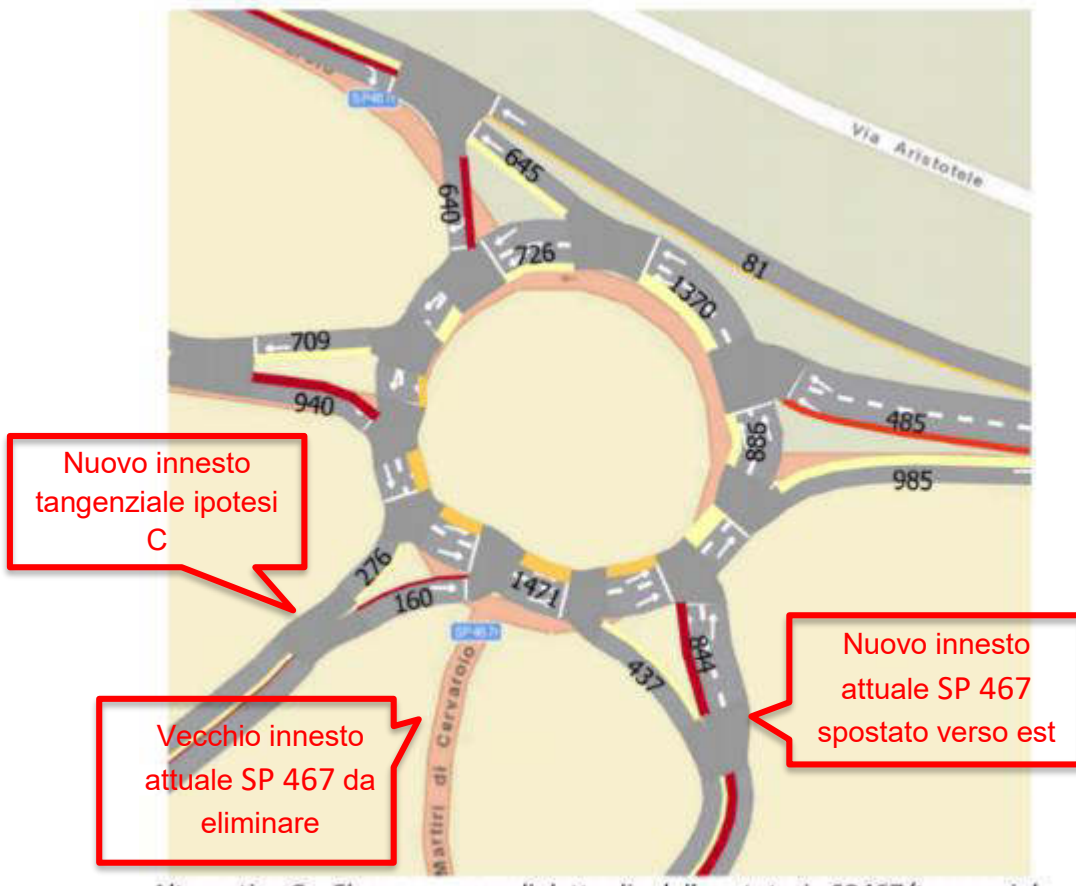 SP467r
Via Aristotele
645
640
726
81
1370
709
940
485
886
985
Nuovo innesto
tangenziale ipotesi
C
276
160
1471
SP467r
844
437
Nuovo innesto
attuale SP 467
spostato verso est
Vecchio innesto
attuale SP 467 da
eliminare
Martiri di Cervarolo